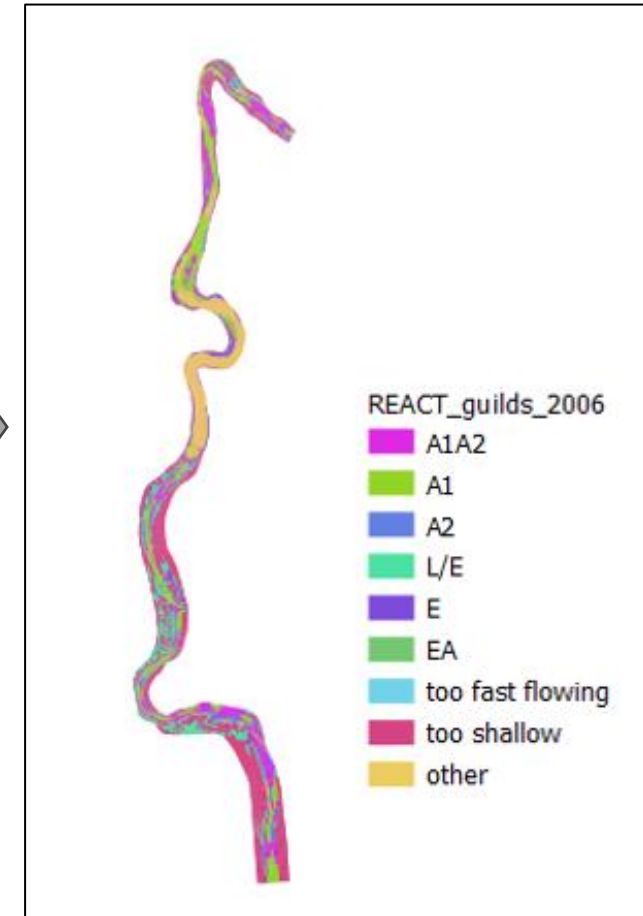 REACT_guilds_2006
A1A2
A1
A2
L/E
E
EA
too fast flowing
too shallow
other